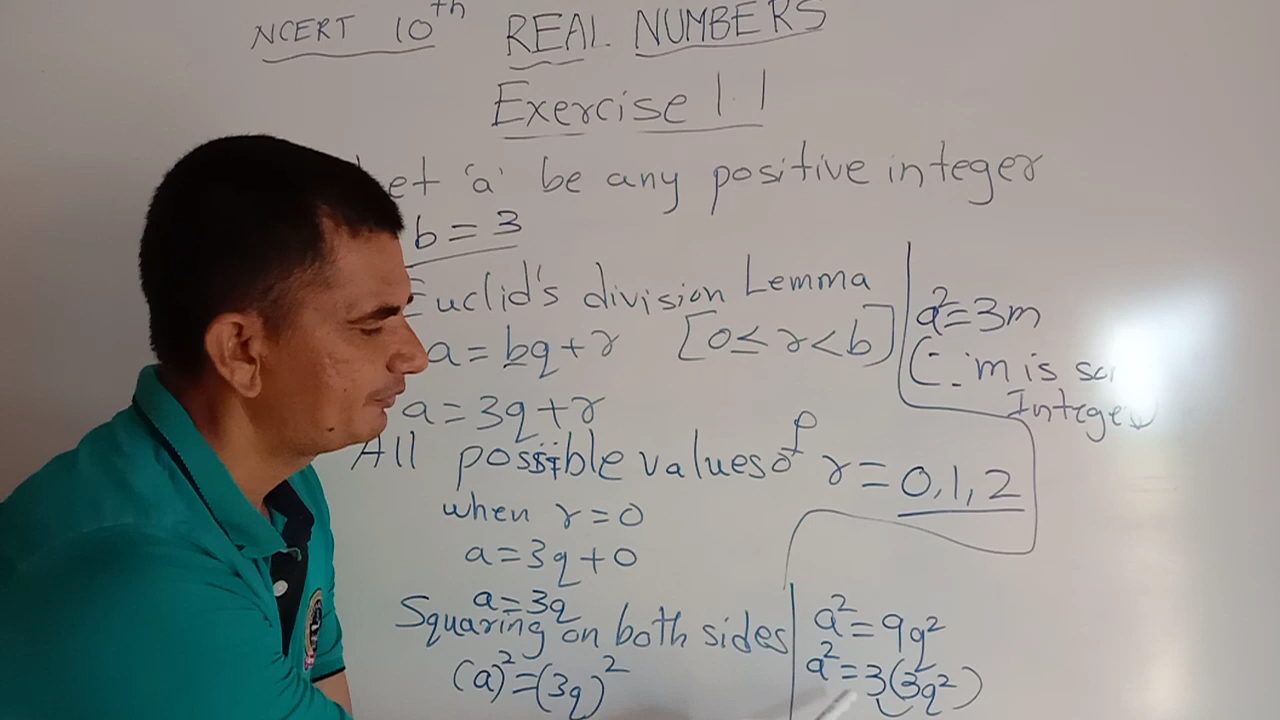 NCERT 10th REAL NUMBERS
Exercise 1.1
let 'a' be any positive integer
b = 3
Euclid's division Lemma
a = bq + r [0 ≤ r < b]
a = 3q + r
All possible values of r = 0, 1, 2
when r = 0
a = 3q + 0
a = 3q
Squaring on both sides
(a)² = (3q)²
a² = 9q²
a² = 3(3q²)
a² = 3m
m is
Integer